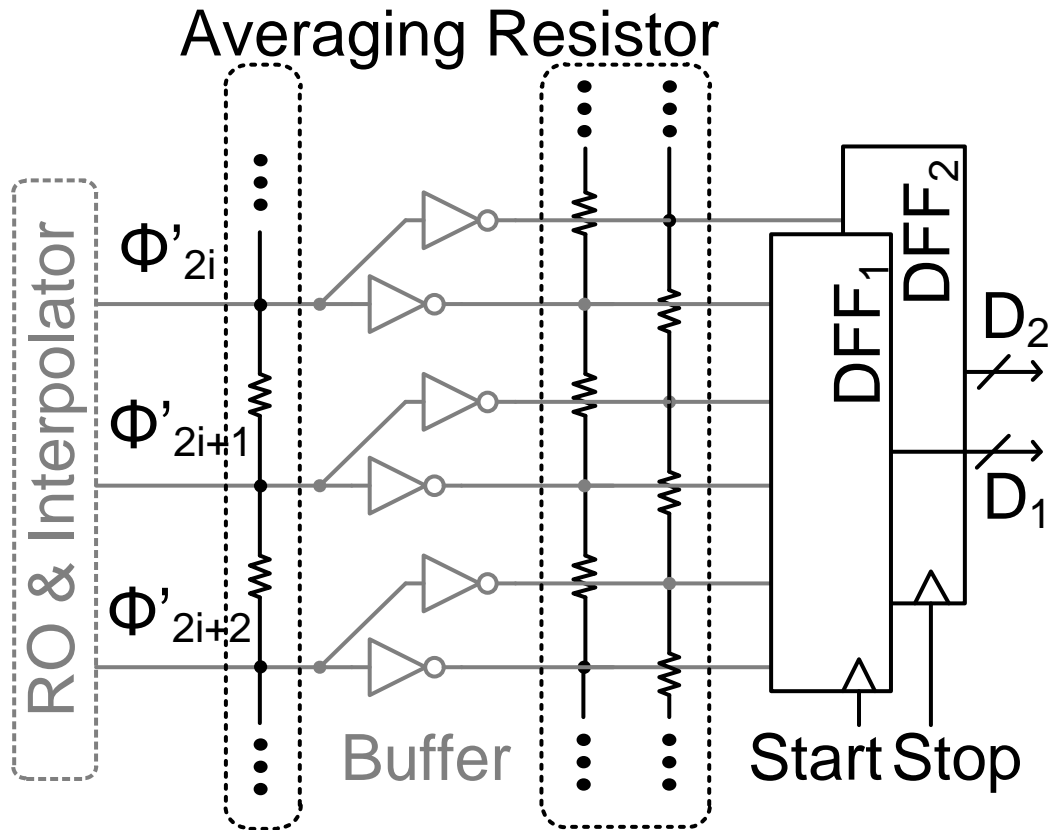 Averaging Resistor
RO & Interpolator
Φ'2i
Φ'2i+1
Φ'2i+2
Buffer
DFF1
DFF2
D2
D1
Start
Stop